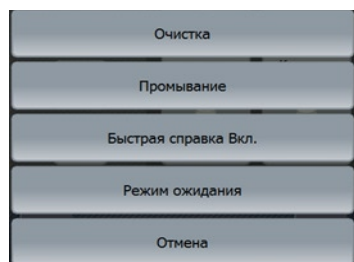 Очистка
Промывание
Быстрая справка Вкл.
Режим ожидания
Отмена